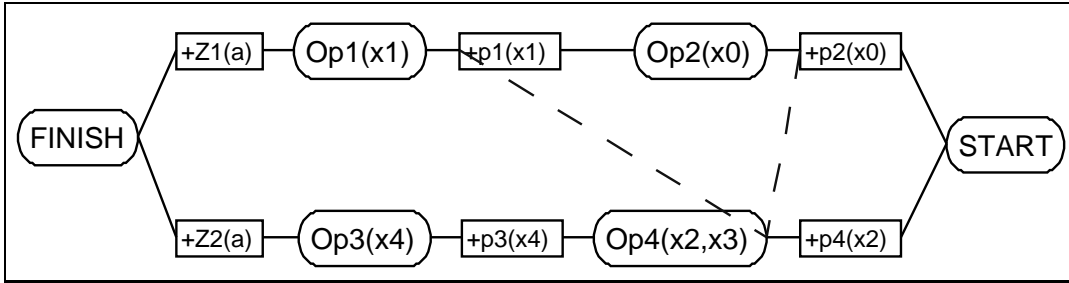 +Z1(a) Op1(x1) +p1(x1) Op2(x0) +p2(x0)
FINISH START
+Z2(a) Op3(x4) +p3(x4) Op4(x2,x3) +p4(x2)